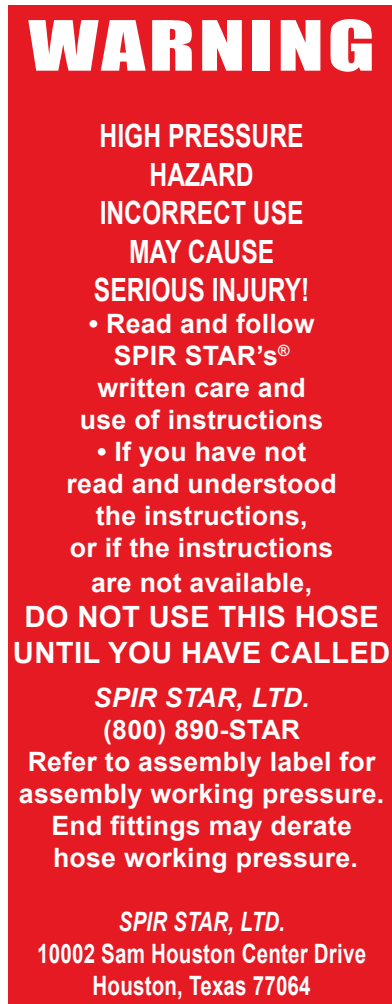 WARNING
HIGH PRESSURE
HAZARD
INCORRECT USE
MAY CAUSE
SERIOUS INJURY!
• Read and follow
SPIR STAR’s®
written care and
use of instructions
• If you have not
read and understood
the instructions,
or if the instructions
are not available,
DO NOT USE THIS HOSE
UNTIL YOU HAVE CALLED
SPIR STAR, LTD.
(800) 890-STAR
Refer to assembly label for
assembly working pressure.
End fittings may derate
hose working pressure.
SPIR STAR, LTD.
10002 Sam Houston Center Drive
Houston, Texas 77064